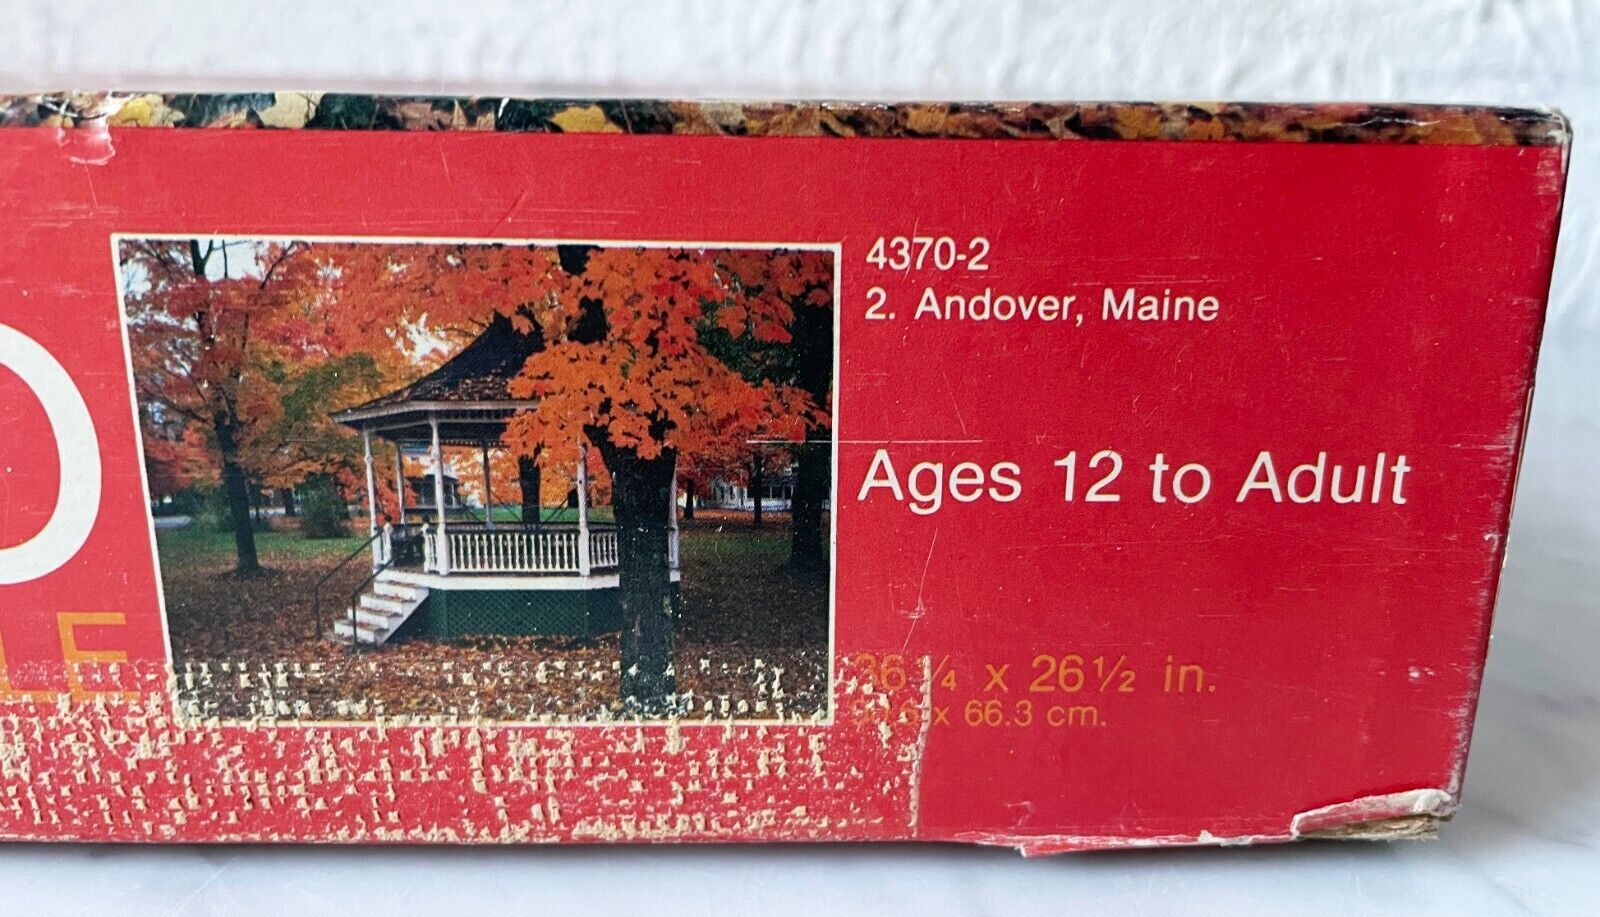 LE
4370-2
2. Andover, Maine
Ages 12 to Adult
36 1/4 x 26 1/2 in.
x 66.3 cm.